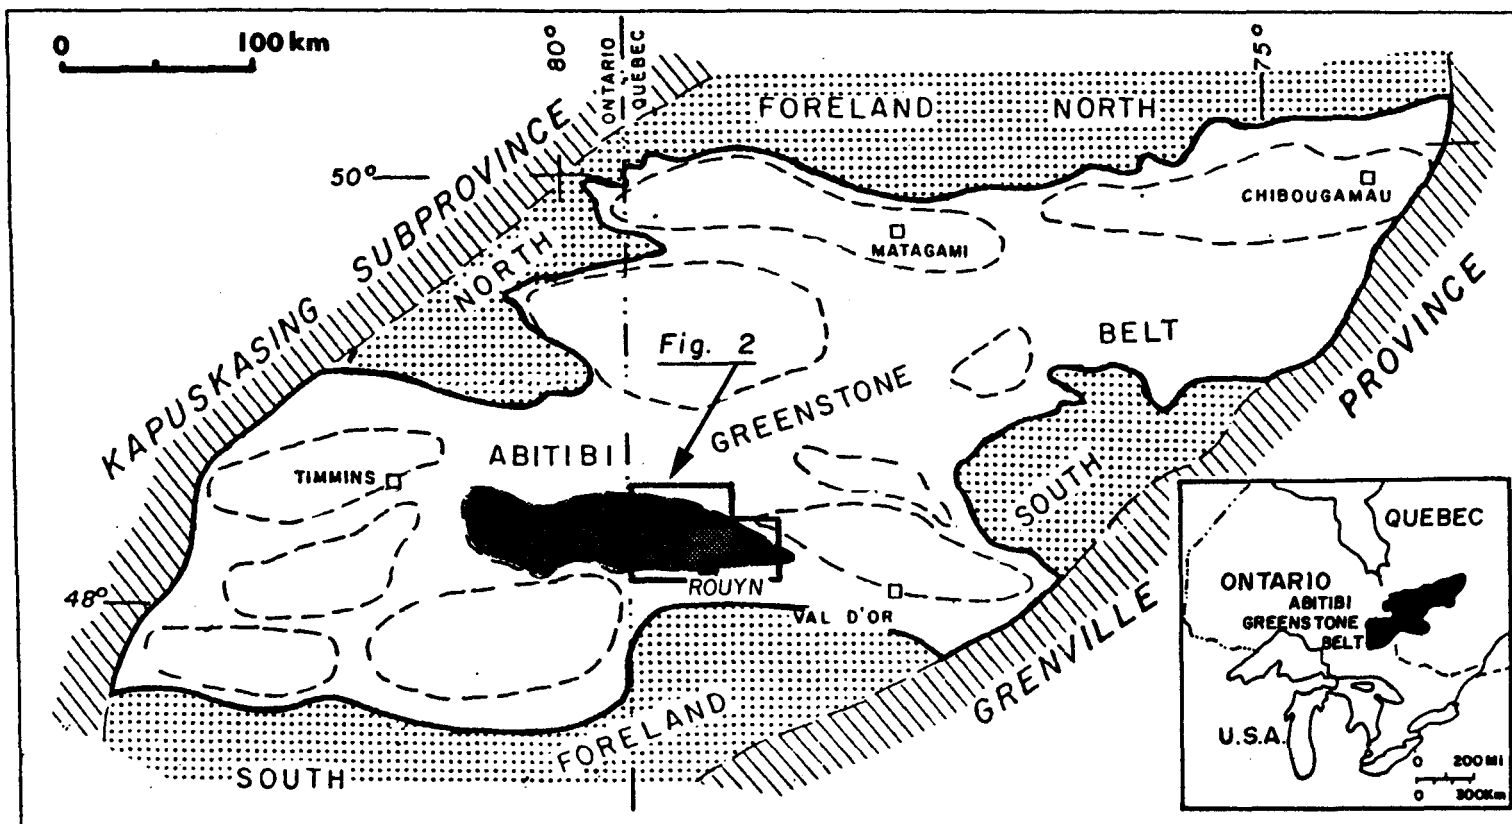 0 100 km
80°
ONTARIO
QUEBEC
75°
FORELAND NORTH
50°
KAPUSKASING SUBPROVINCE
NORTH
CHIBOUGAMAU
MATAGAMI
Fig. 2
BELT
GREENSTONE
ABITIBI
PROVINCE
TIMMINS
SOUTH
48°
ROUYN
VAL D'OR
GRENVILLE
FORELAND
SOUTH
QUEBEC
ONTARIO
ABITIBI
GREENSTONE
BELT
U.S.A.
0 200 MI
0 300 Km